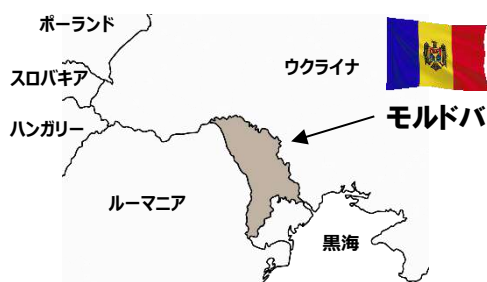 ポーランド
スロバキア
ウクライナ
ハンガリー
モルドバ
ルーマニア
黒海